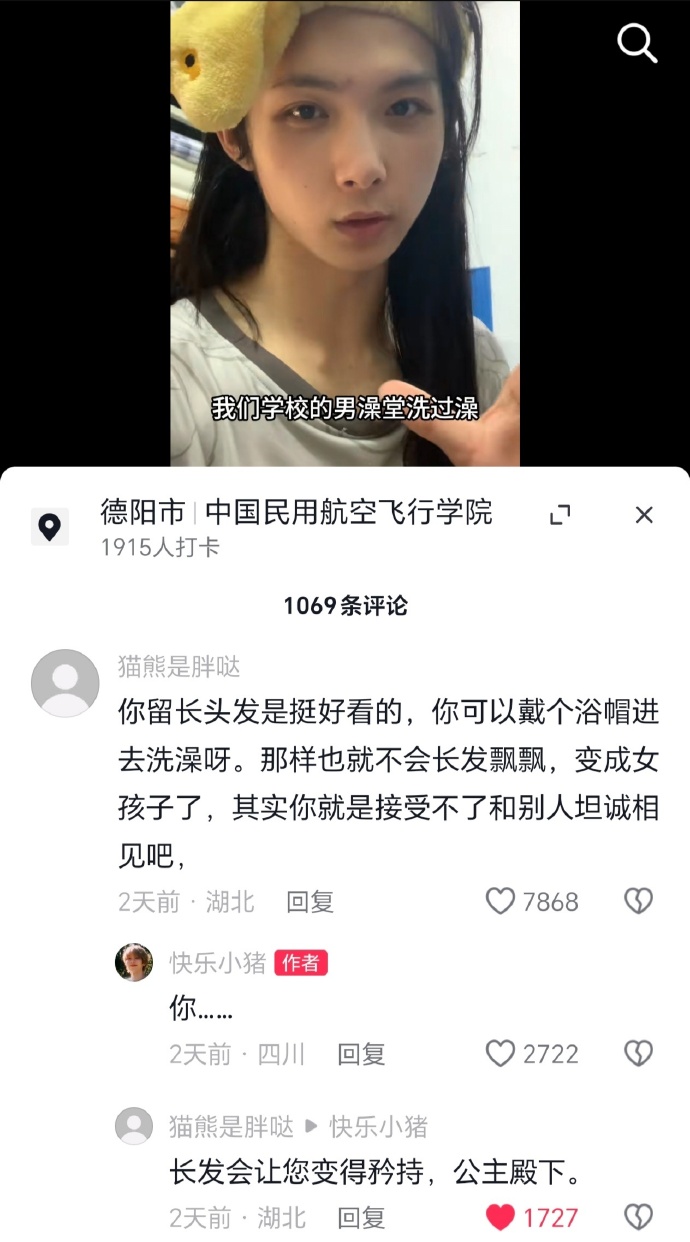 我们学校的男澡堂洗过澡
德阳市|中国民用航空飞行学院
1915人打卡
1069条评论
猫熊是胖哒
你留长头发是挺好看的，你可以戴个浴帽进
去洗澡呀。那样也就不会长发飘飘，变成女
孩子了，其实你就是接受不了和别人坦诚相
见吧，
2天前 · 湖北 回复 7868
快乐小猪 作者
你……
2天前 · 四川 回复 2722
猫熊是胖哒 ▶ 快乐小猪
长发会让您变得矜持，公主殿下。
2天前 · 湖北 回复 1727